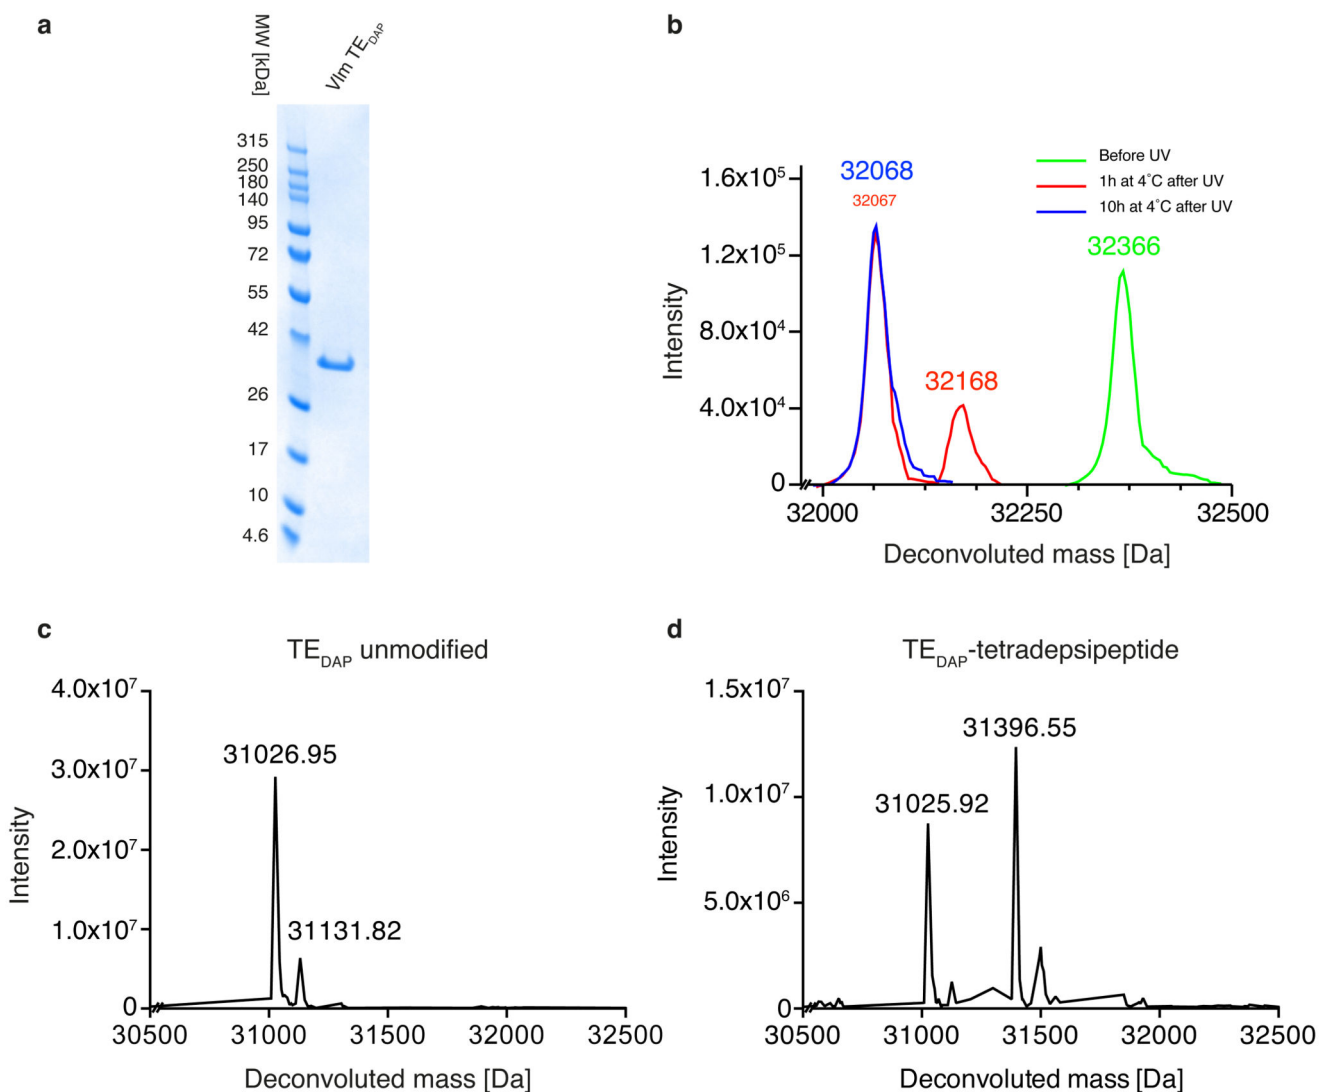 a
MW [kDa]
Vlm TE_DAP
315
250
180
140
95
72
55
42
26
17
10
4.6
b
Before UV
1h at 4°C after UV
10h at 4°C after UV
32068
32067
32168
32366
1.6x10⁵
1.2x10⁵
8.0x10⁴
4.0x10⁴
0
Intensity
32000 32250 32500
Deconvoluted mass [Da]
c
TE_DAP unmodified
4.0x10⁷
3.0x10⁷
2.0x10⁷
1.0x10⁷
0
Intensity
31026.95
31131.82
30500 31000 31500 32000 32500
Deconvoluted mass [Da]
d
TE_DAP-tetradepsipeptide
1.5x10⁷
1.0x10⁷
5.0x10⁶
0
Intensity
31396.55
31025.92
30500 31000 31500 32000 32500
Deconvoluted mass [Da]